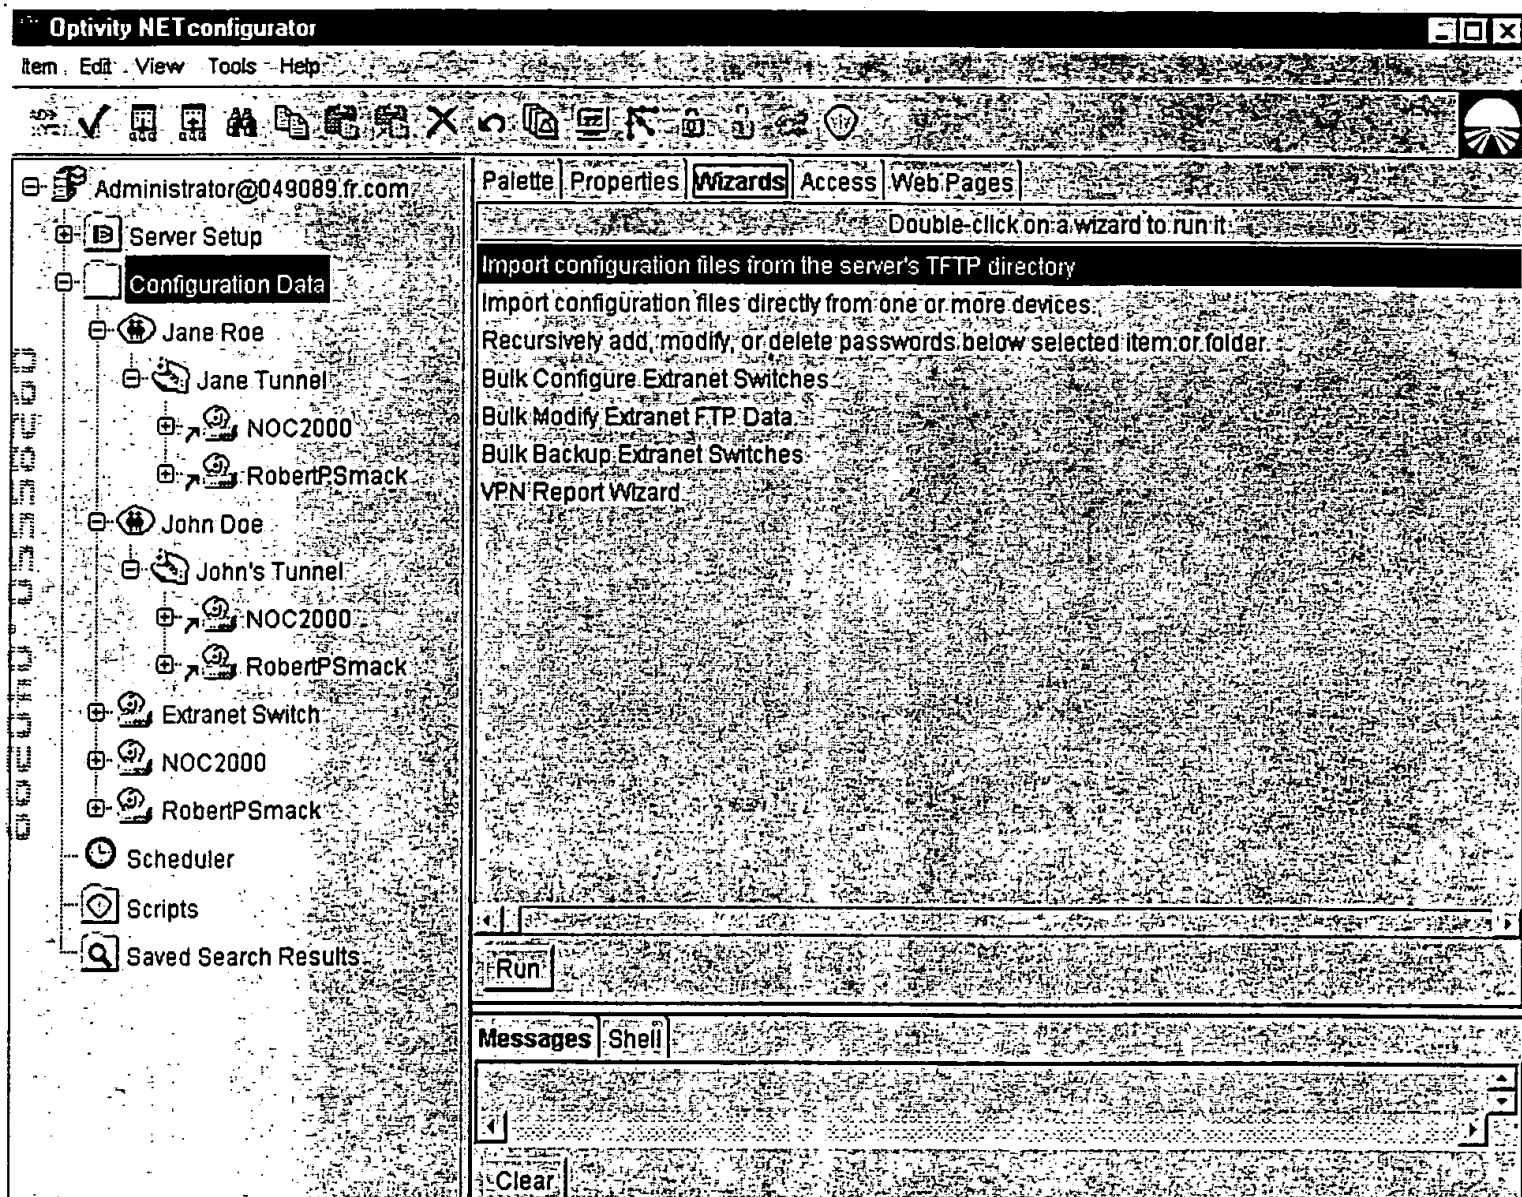 Optivity NETconfigurator
Item Edit View Tools Help
Administrator@049089.fr.com
Server Setup
Configuration Data
Jane Roe
Jane Tunnel
NOC2000
RobertPSmack
John Doe
John's Tunnel
NOC2000
RobertPSmack
Extranet Switch
NOC2000
RobertPSmack
Scheduler
Scripts
Saved Search Results
Palette Properties Wizards Access Web Pages
Double-click on a wizard to run it
Import configuration files from the server's TFTP directory
Import configuration files directly from one or more devices.
Recursively add, modify, or delete passwords below selected item or folder.
Bulk Configure Extranet Switches
Bulk Modify Extranet FTP Data
Bulk Backup Extranet Switches
VPN Report Wizard
Run
Messages Shell
Clear